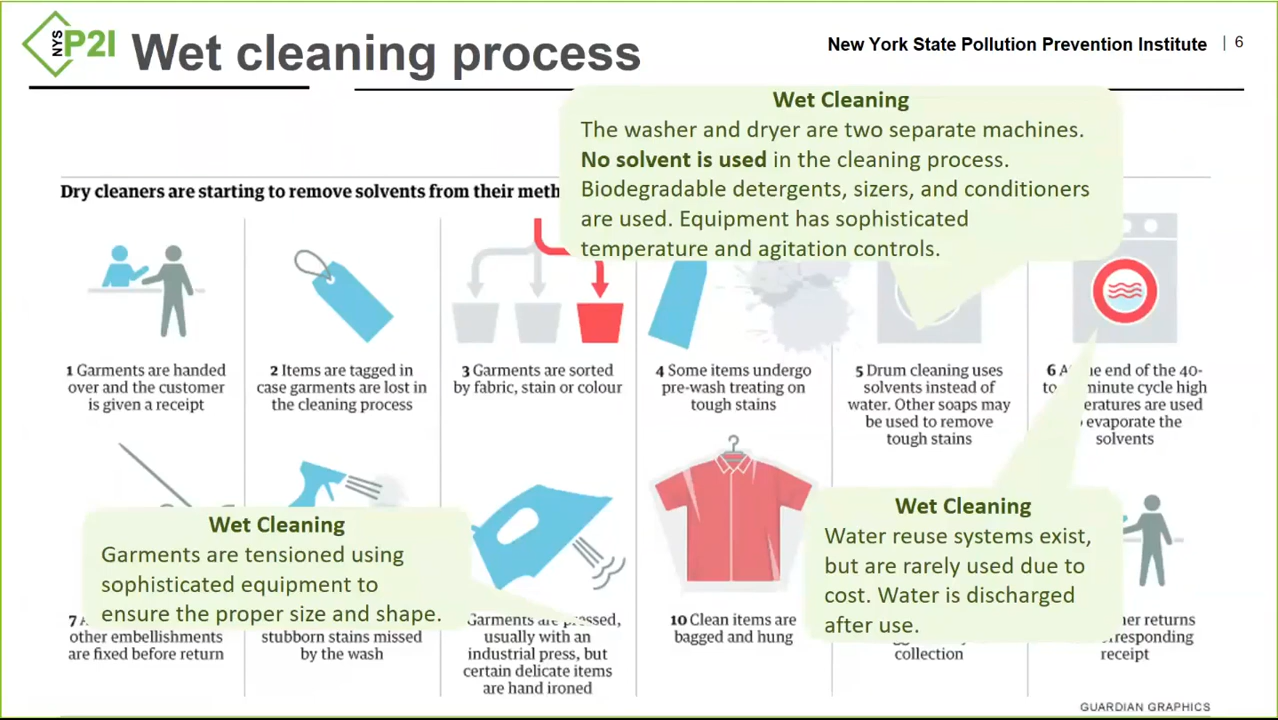 NYS P2I
Wet cleaning process
New York State Pollution Prevention Institute | 6
Wet Cleaning
The washer and dryer are two separate machines.
No solvent is used in the cleaning process.
Biodegradable detergents, sizers, and conditioners
are used. Equipment has sophisticated
temperature and agitation controls.
Dry cleaners are starting to remove solvents from their
1 Garments are handed
over and the customer
is given a receipt
2 Items are tagged in
case garments are lost in
the cleaning process
3 Garments are sorted
by fabric, stain or colour
4 Some items undergo
pre-wash treating on
tough stains
5 Drum cleaning uses
solvents instead of
water. Other soaps may
be used to remove
tough stains
6 end of the 40-
minute cycle high
are used
evaporate the
solvents
Wet Cleaning
Garments are tensioned using
sophisticated equipment to
ensure the proper size and shape.
7
other embellishments
are fixed before return
stubborn stains missed
by the wash
Garments are pressed,
usually with an
industrial press, but
certain delicate items
are hand ironed
10 Clean items are
bagged and hung
Wet Cleaning
Water reuse systems exist,
but are rarely used due to
cost. Water is discharged
after use.
collection
returns
receipt
GUARDIAN GRAPHICS